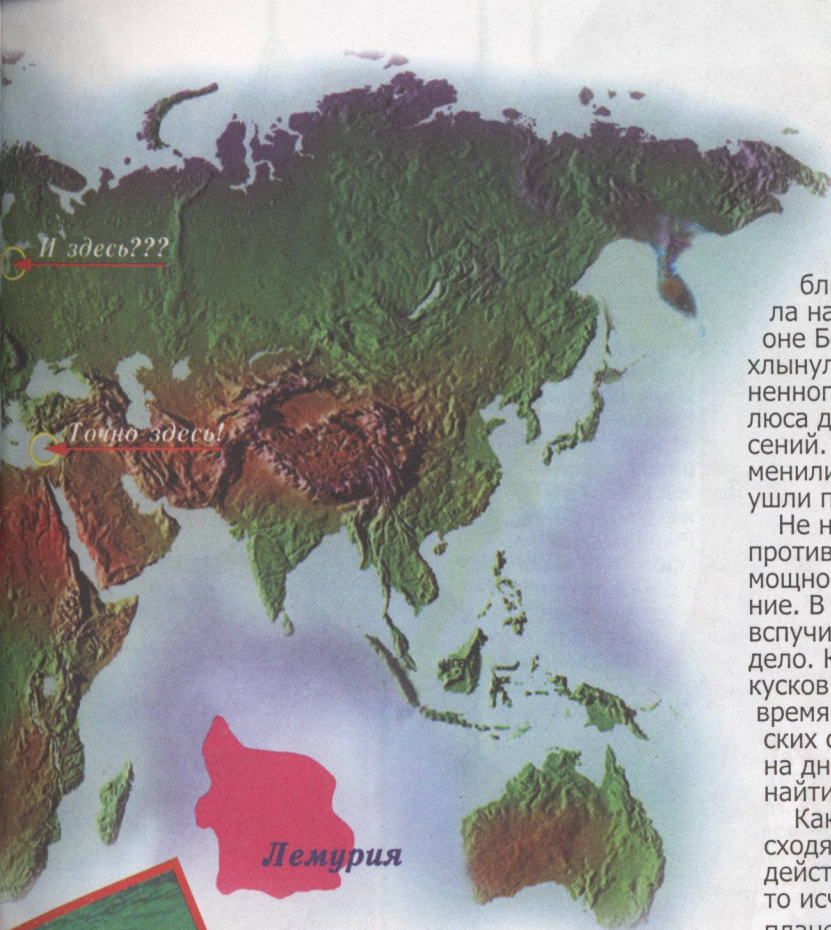 И здесь???
Точно здесь!
Лемурия
бл
ла на
оне Б
хлынул
ненног
люса д
сений.
менили
ушли п
Не н
против
мощно
ние. В
вспучи
дело. К
кусков
время
ских с
на дн
найти
Как
сходя
дейст
то исч
плане